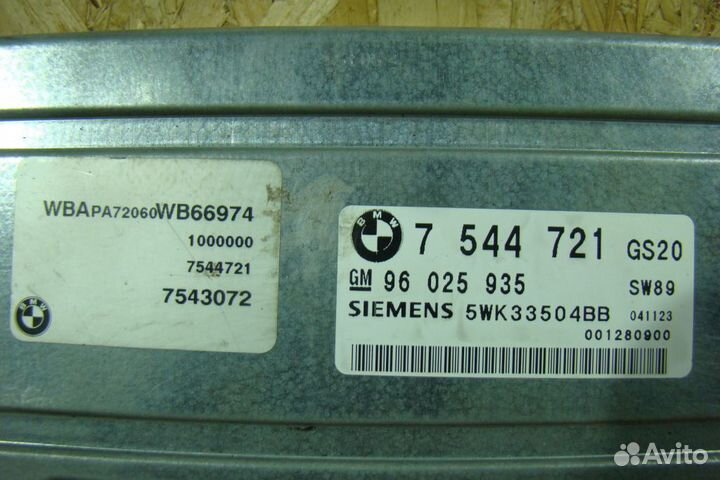 WBAPA72060WB66974
1000000
7544721
7543072
BMW
BMW 7 544 721 GS20
GM 96 025 935 SW89
SIEMENS 5WK33504BB 041123
001280900
Avito